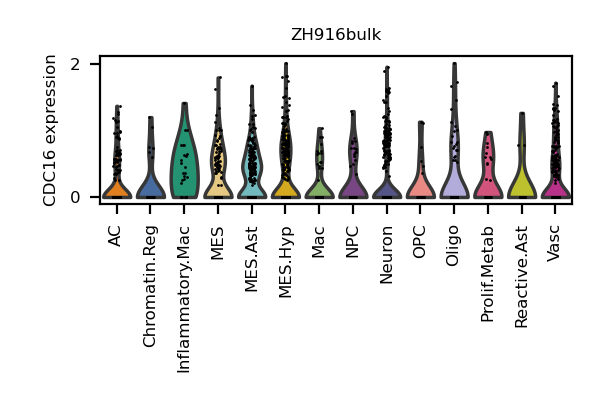 ZH916bulk
CDC16 expression
2
0
AC
Chromatin.Reg
Inflammatory.Mac
MES
MES.Ast
MES.Hyp
Mac
NPC
Neuron
OPC
Oligo
Prolif.Metab
Reactive.Ast
Vasc